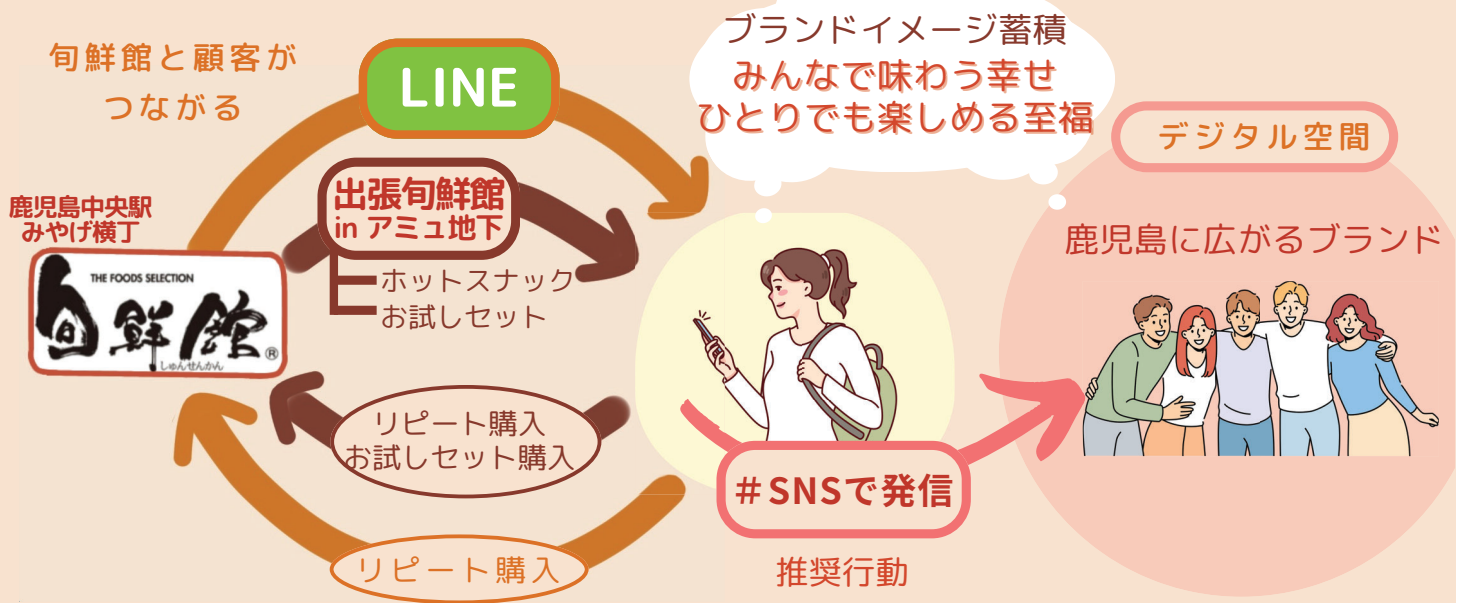 旬鮮館と顧客が
つながる
LINE
ブランドイメージ蓄積
みんなで味わう幸せ
ひとりでも楽しめる至福
デジタル空間
鹿児島中央駅
みやげ横丁
出張旬鮮館
in アミュ地下
ホットスナック
お試しセット
THE FOODS SELECTION
旬鮮館®
しゅんせんかん
鹿児島に広がるブランド
リピート購入
お試しセット購入
#SNSで発信
リピート購入
推奨行動